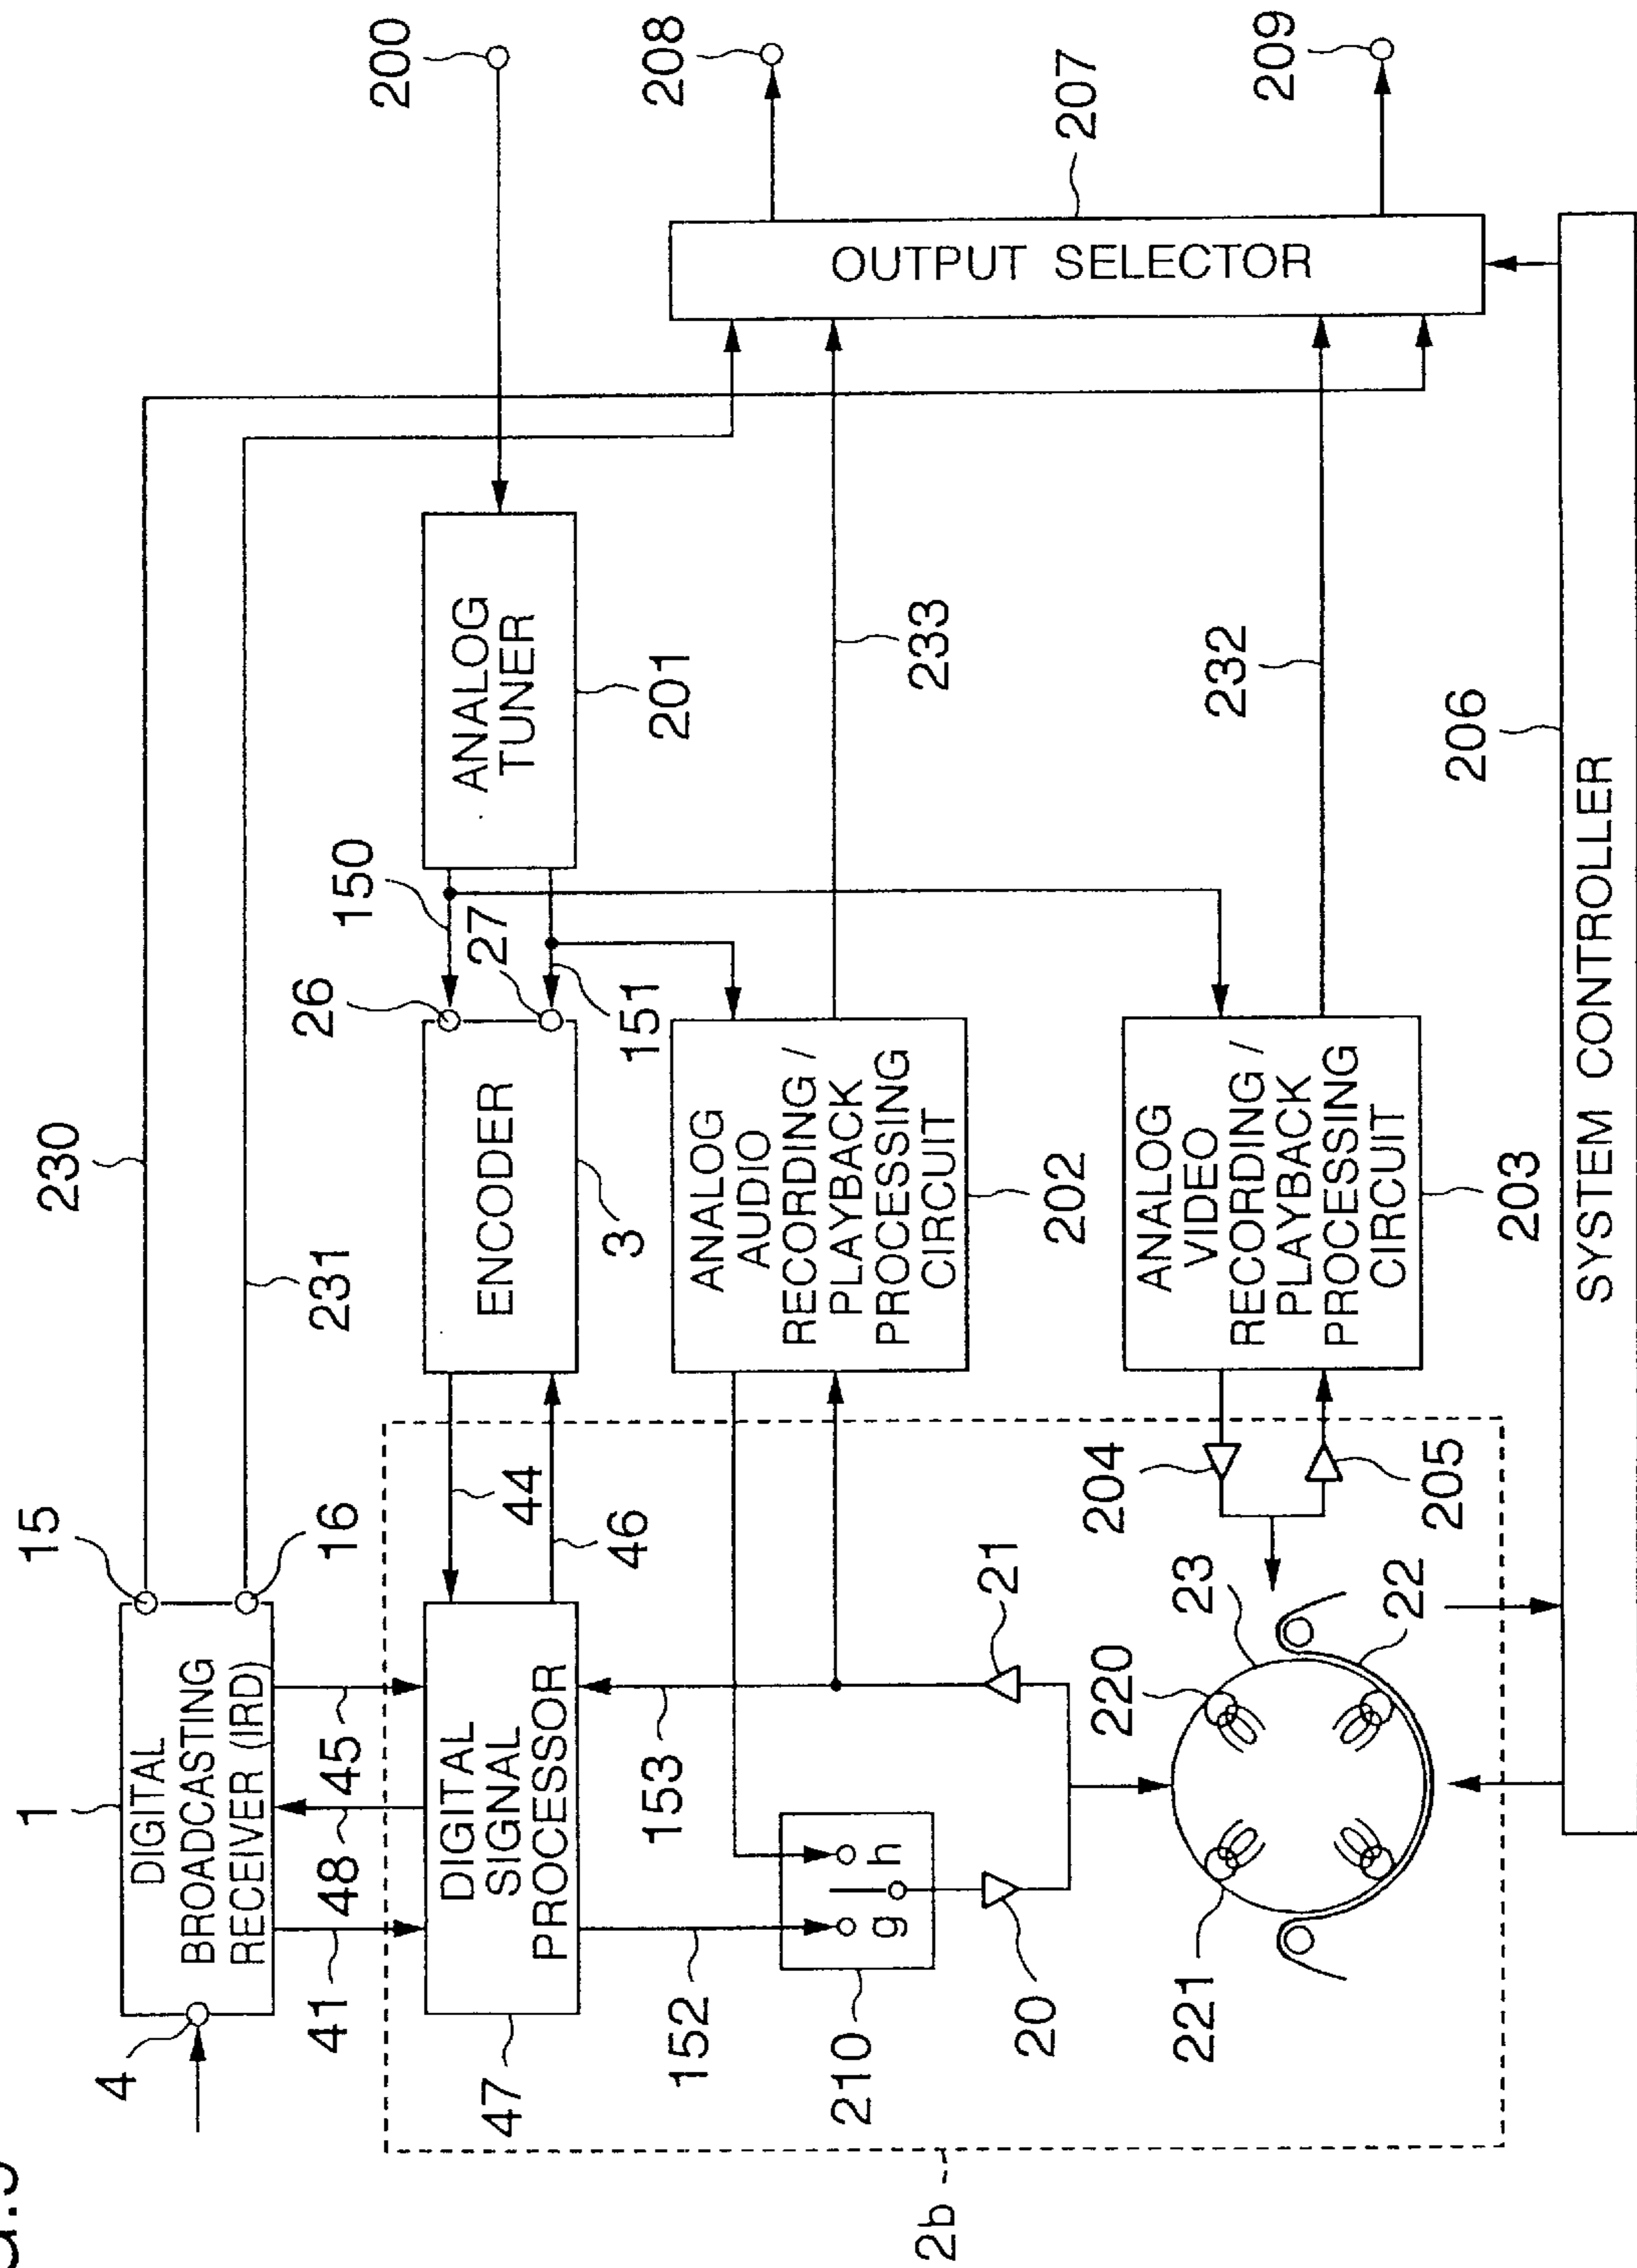 15
230
1
DIGITAL
BROADCASTING
RECEIVER (IRD)
4
16
231
41
48
45
200
26
150
27
151
ANALOG
TUNER
201
44
46
ENCODER
3
DIGITAL
SIGNAL
PROCESSOR
47
152
153
210
g
h
20
21
ANALOG
AUDIO
RECORDING /
PLAYBACK
PROCESSING
CIRCUIT
202
233
208
OUTPUT SELECTOR
207
209
220
221
23
22
204
205
ANALOG
VIDEO
RECORDING /
PLAYBACK
PROCESSING
CIRCUIT
203
232
2b
206
SYSTEM CONTROLLER